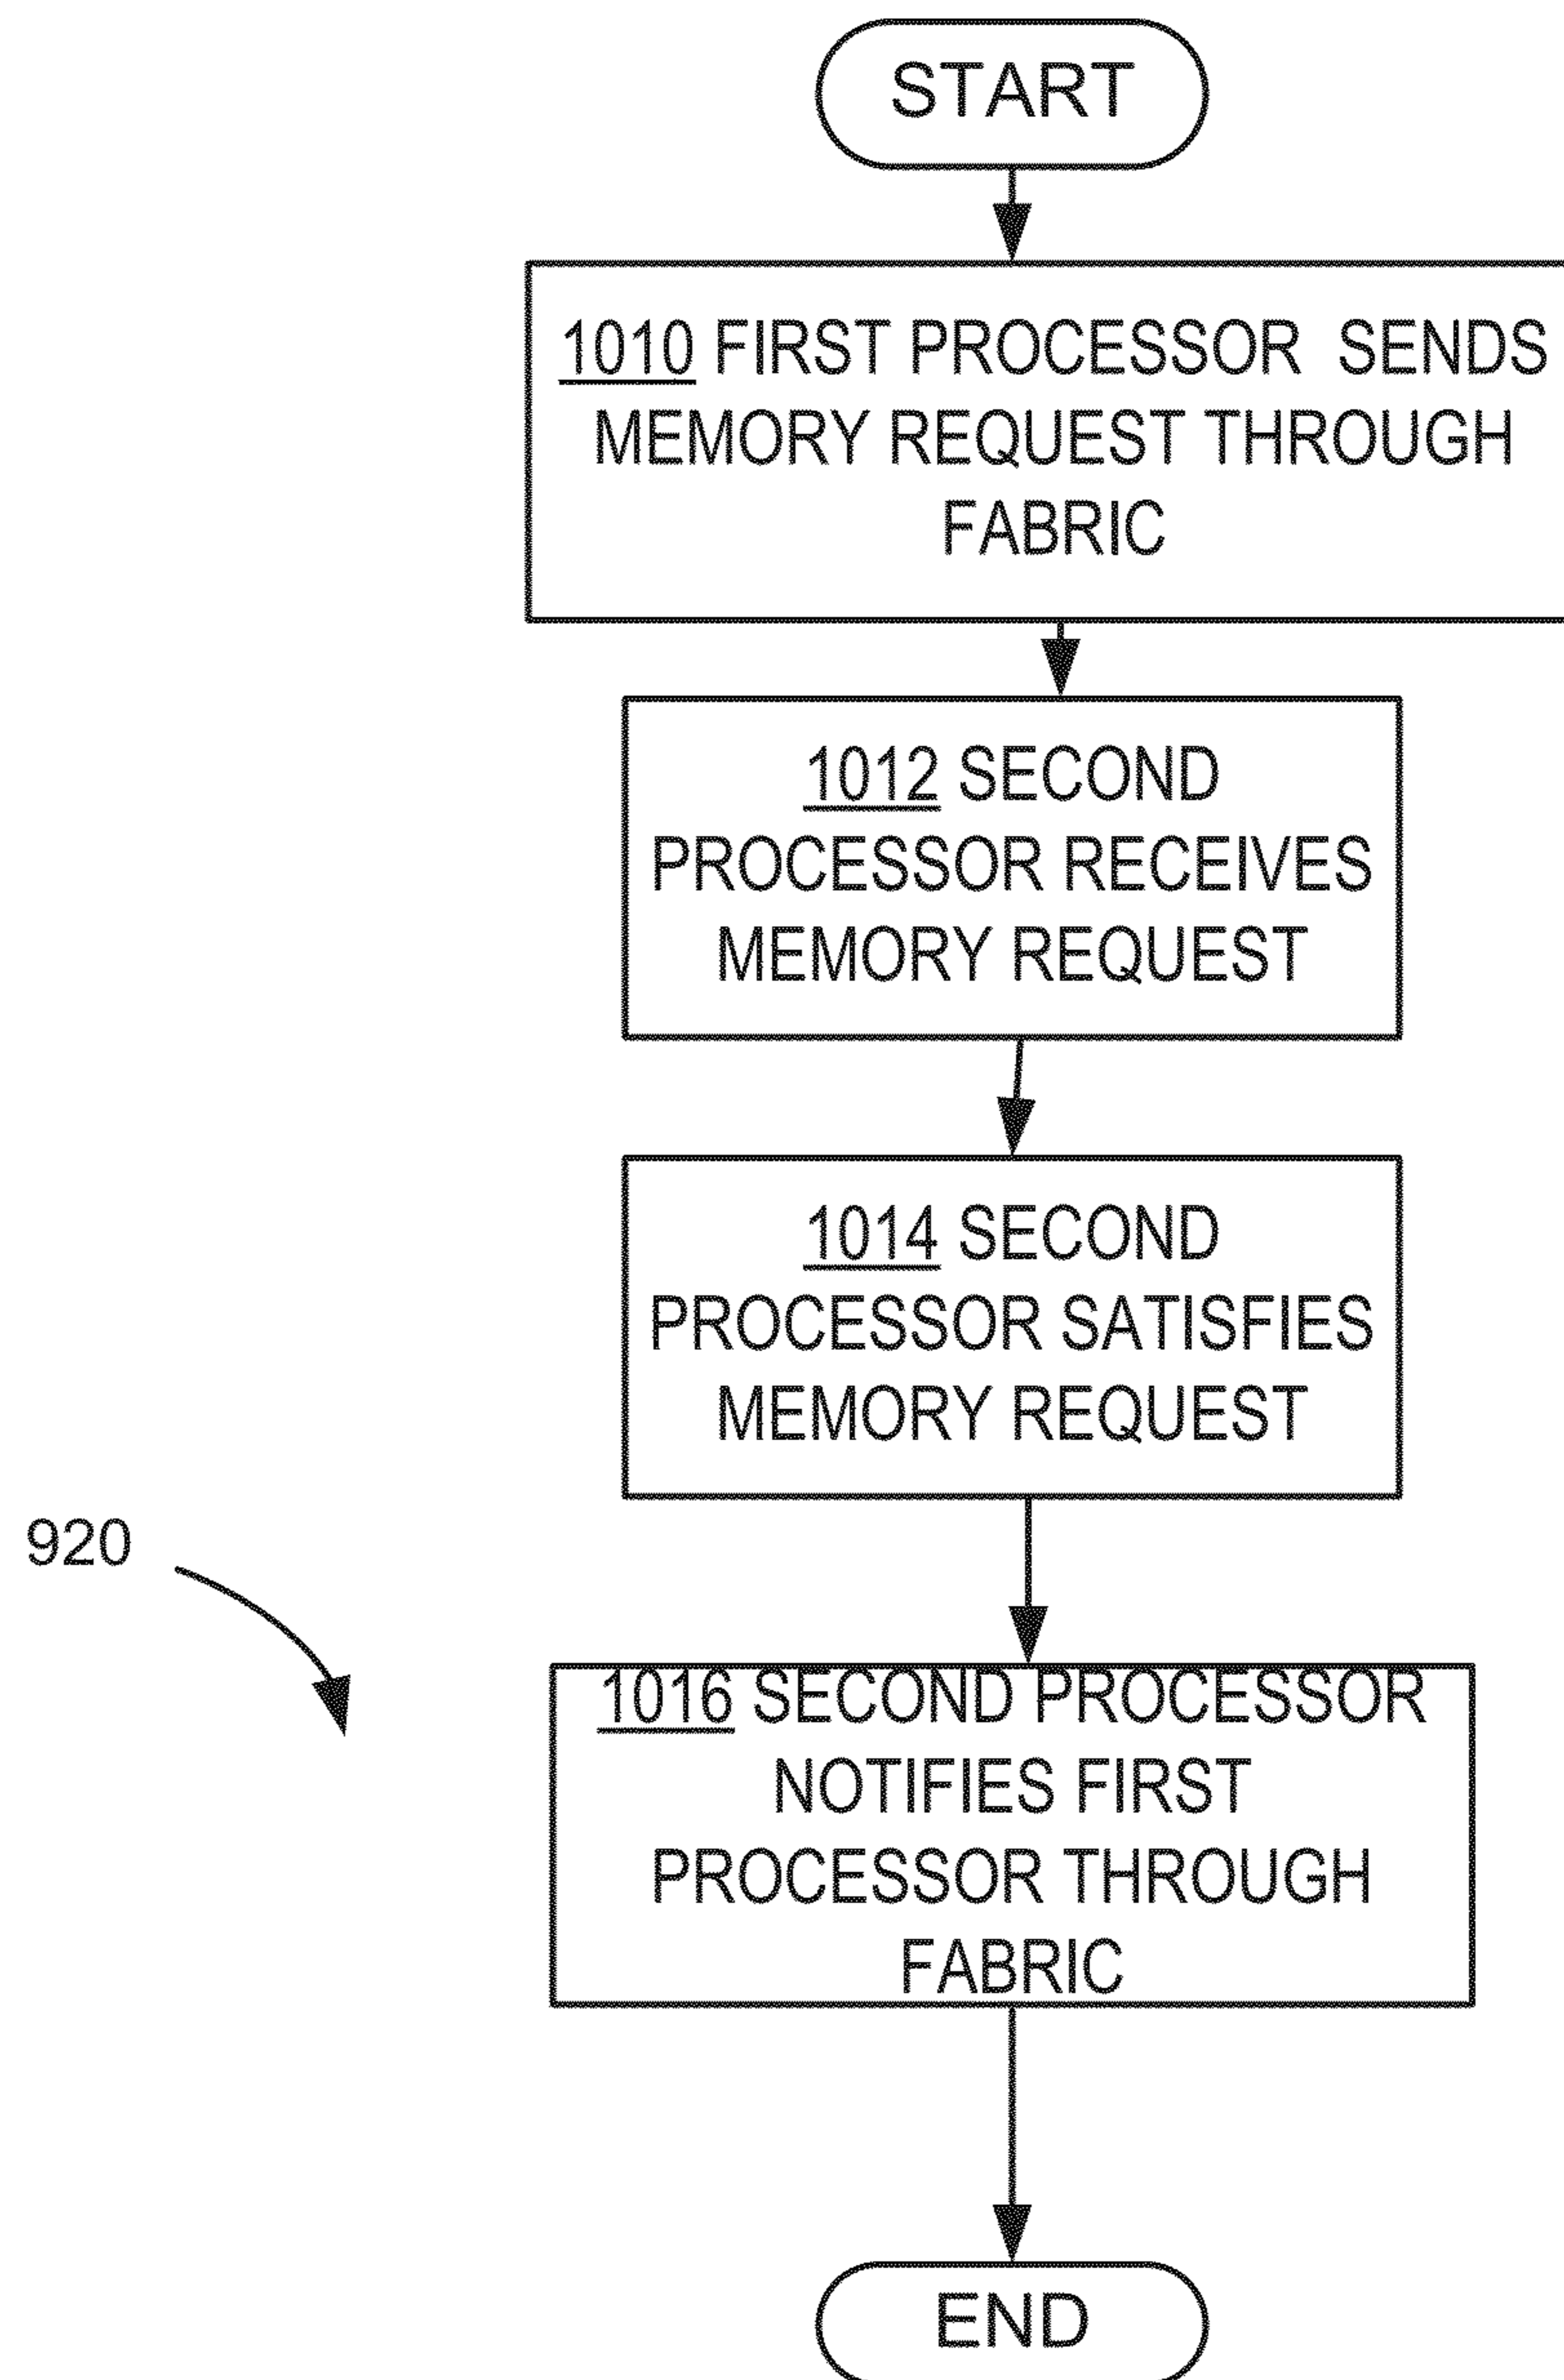 START
1010 FIRST PROCESSOR SENDS
MEMORY REQUEST THROUGH
FABRIC
1012 SECOND
PROCESSOR RECEIVES
MEMORY REQUEST
1014 SECOND
PROCESSOR SATISFIES
MEMORY REQUEST
920
1016 SECOND PROCESSOR
NOTIFIES FIRST
PROCESSOR THROUGH
FABRIC
END